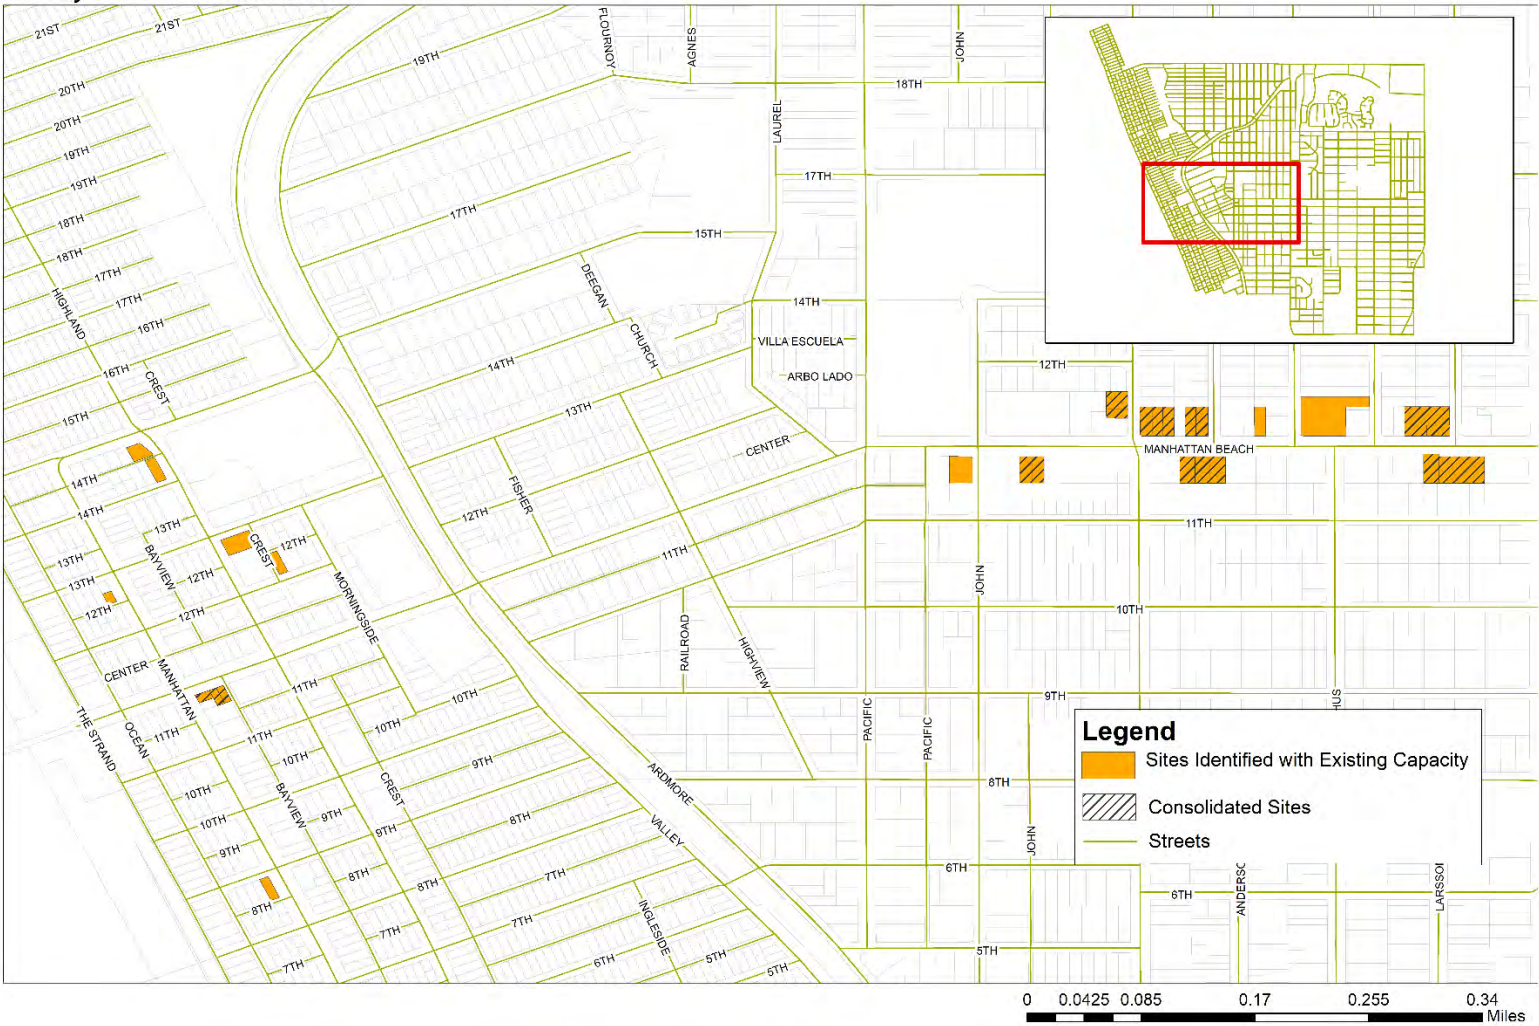 21ST
21ST
FLOURNOY
AGNES
JOHN
19TH
20TH
18TH
20TH
LAUREL
19TH
19TH
17TH
18TH
17TH
15TH
18TH
17TH
DEEGAN
HIGHLAND
17TH
14TH
16TH
CHURCH
VILLA ESCUELA
14TH
12TH
16TH
CREST
ARBO LADO
15TH
13TH
CENTER
MANHATTAN BEACH
14TH
FISHER
14TH
12TH
13TH
11TH
CREST
12TH
11TH
13TH
BAYVIEW
12TH
JOHN
13TH
MORNINGSIDE
12TH
12TH
10TH
RAILROAD
HIGHVIEW
CENTER
MANHATTAN
11TH
10TH
9TH
HUS
THE STRAND
OCEAN
11TH
11TH
10TH
PACIFIC
PACIFIC
Legend
Sites Identified with Existing Capacity
Consolidated Sites
Streets
10TH
9TH
ARDMORE
8TH
10TH
BAYVIEW
CREST
10TH
9TH
8TH
VALLEY
JOHN
9TH
9TH
8TH
8TH
7TH
6TH
6TH
ANDERSO
LARSSO
8TH
7TH
7TH
INGLESIDE
5TH
7TH
6TH
5TH
6TH
0 0.0425 0.085 0.17 0.255 0.34
Miles